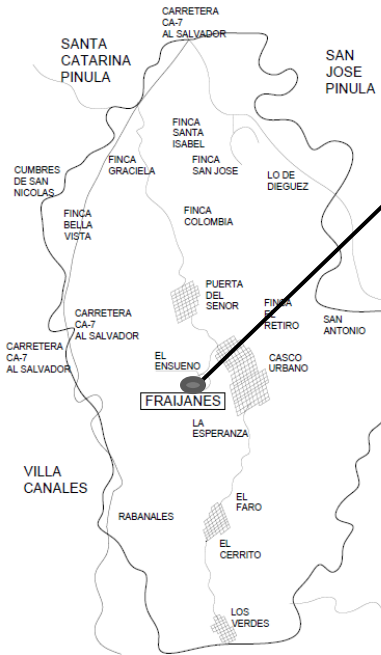 CARRETERA
CA-7
AL SALVADOR
SANTA
CATARINA
PINULA
SAN
JOSE
PINULA
FINCA
SANTA
ISABEL
FINCA
GRACIELA
FINCA
SAN JOSE
LO DE
DIEGUEZ
CUMBRES
DE SAN
NICOLAS
FINCA
BELLA
VISTA
FINCA
COLOMBIA
PUERTA
DEL
SENOR
FINCA
EL
RETIRO
SAN
ANTONIO
CARRETERA
CA-7
AL SALVADOR
CARRETERA
CA-7
AL SALVADOR
EL
ENSUENO
CASCO
URBANO
FRAIJANES
LA
ESPERANZA
VILLA
CANALES
RABANALES
EL
FARO
EL
CERRITO
LOS
VERDES